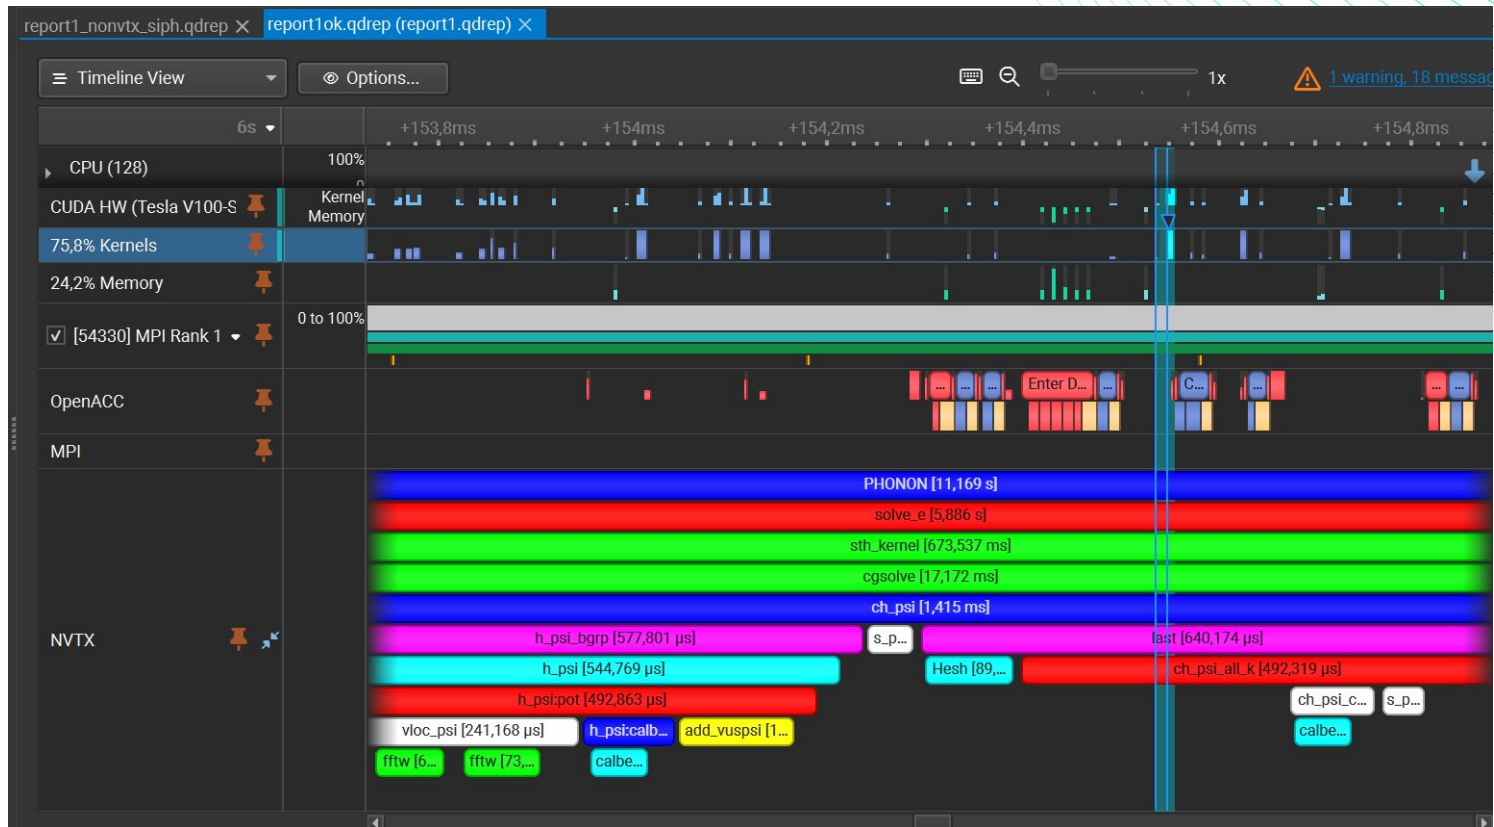 report1_nonvtx_siph.qdrep
report1ok.qdrep (report1.qdrep)
Timeline View
Options...
1x
1 warning, 18 messag
6s
+153,8ms
+154ms
+154,2ms
+154,4ms
+154,6ms
+154,8ms
CPU (128)
100%
0
CUDA HW (Tesla V100-S
Kernel
Memory
75,8% Kernels
24,2% Memory
[54330] MPI Rank 1
0 to 100%
OpenACC
...
...
...
Enter D...
...
C...
...
...
...
MPI
NVTX
PHONON [11,169 s]
solve_e [5,886 s]
sth_kernel [673,537 ms]
cgsolve [17,172 ms]
ch_psi [1,415 ms]
h_psi_bgrp [577,801 µs]
s_p...
last [640,174 µs]
h_psi [544,769 µs]
Hesh [89,...
ch_psi_all_k [492,319 µs]
h_psi:pot [492,863 µs]
ch_psi_c...
s_p...
vloc_psi [241,168 µs]
h_psi:calb...
add_vuspsi [1...
calbe...
fftw [6...
fftw [73,...
calbe...